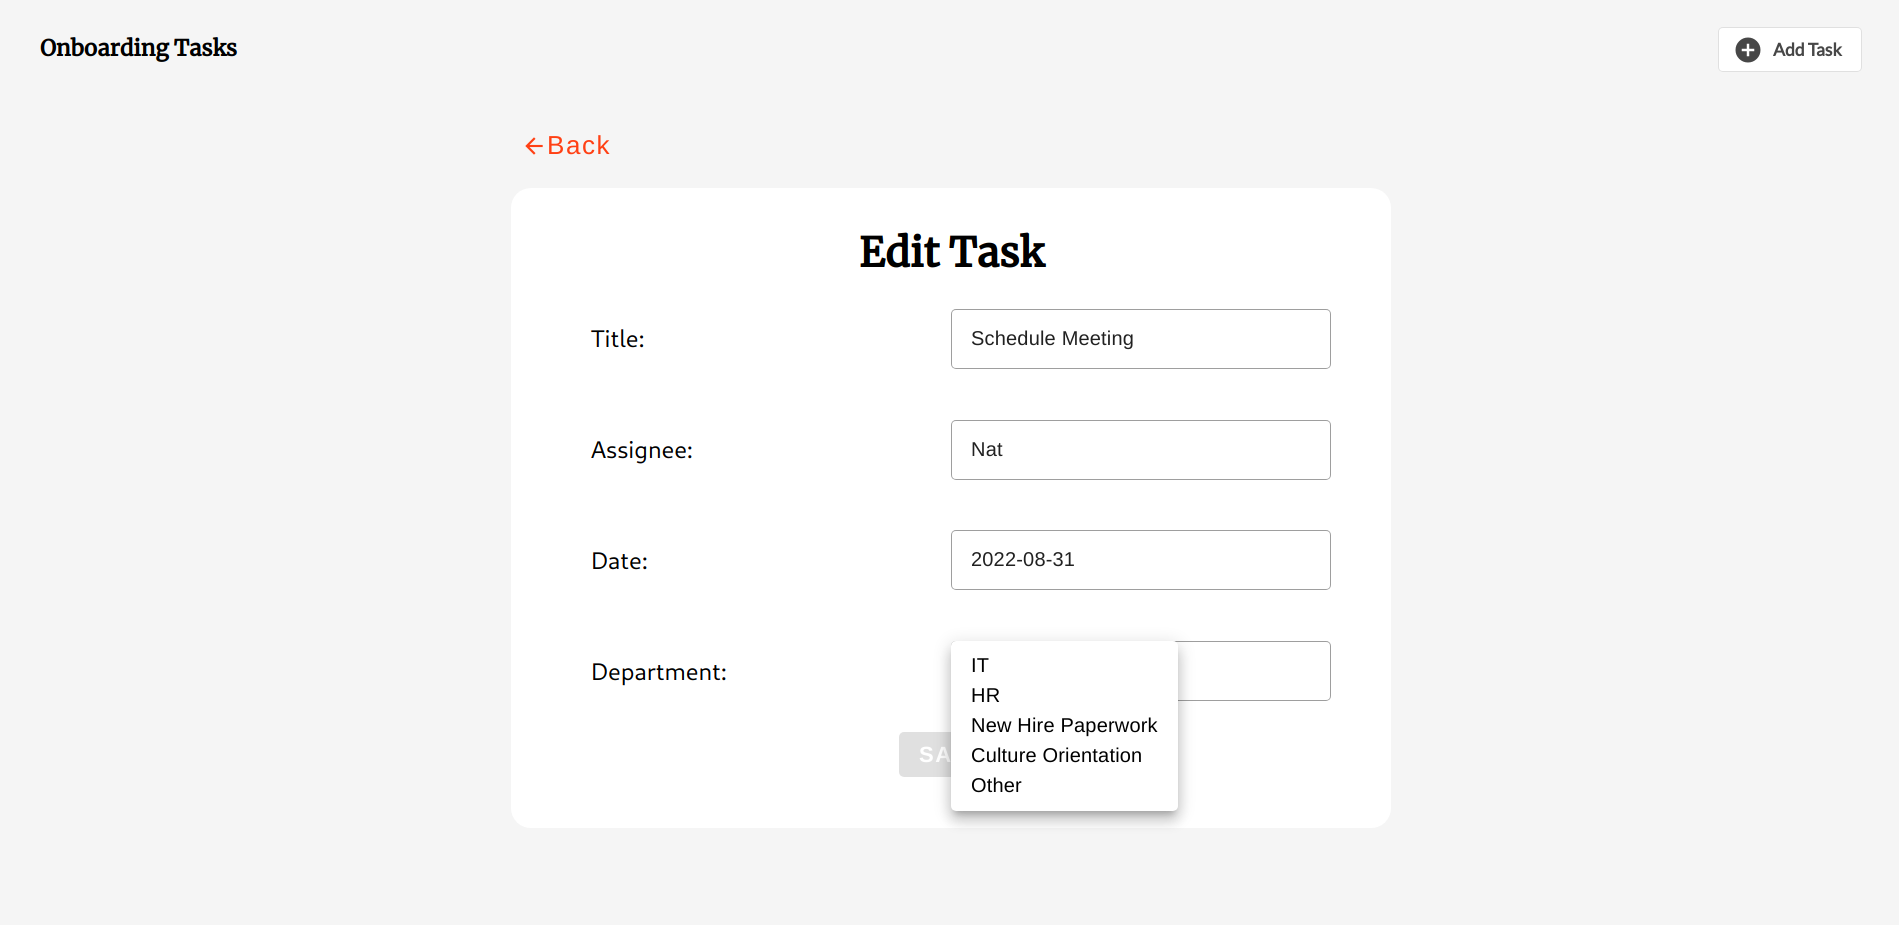 Onboarding Tasks
Add Task
Back
Edit Task
Title:
Schedule Meeting
Assignee:
Nat
Date:
2022-08-31
Department:
IT
HR
New Hire Paperwork
Culture Orientation
Other